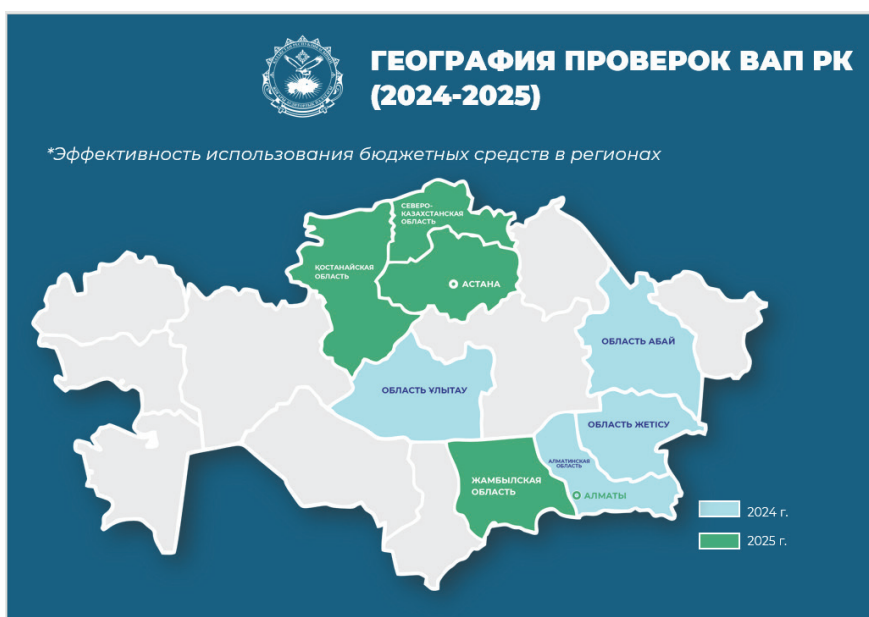 ГЕОГРАФИЯ ПРОВЕРОК ВАП РК
(2024-2025)
*Эффективность использования бюджетных средств в регионах
СЕВЕРО-
КАЗАХСТАНСКАЯ
ОБЛАСТЬ
ҚОСТАНАЙСКАЯ
ОБЛАСТЬ
АСТАНА
ОБЛАСТЬ АБАЙ
ОБЛАСТЬ ҰЛЫТАУ
ОБЛАСТЬ ЖЕТІСУ
АЛМАТИНСКАЯ
ОБЛАСТЬ
ЖАМБЫЛСКАЯ
ОБЛАСТЬ
АЛМАТЫ
2024 г.
2025 г.